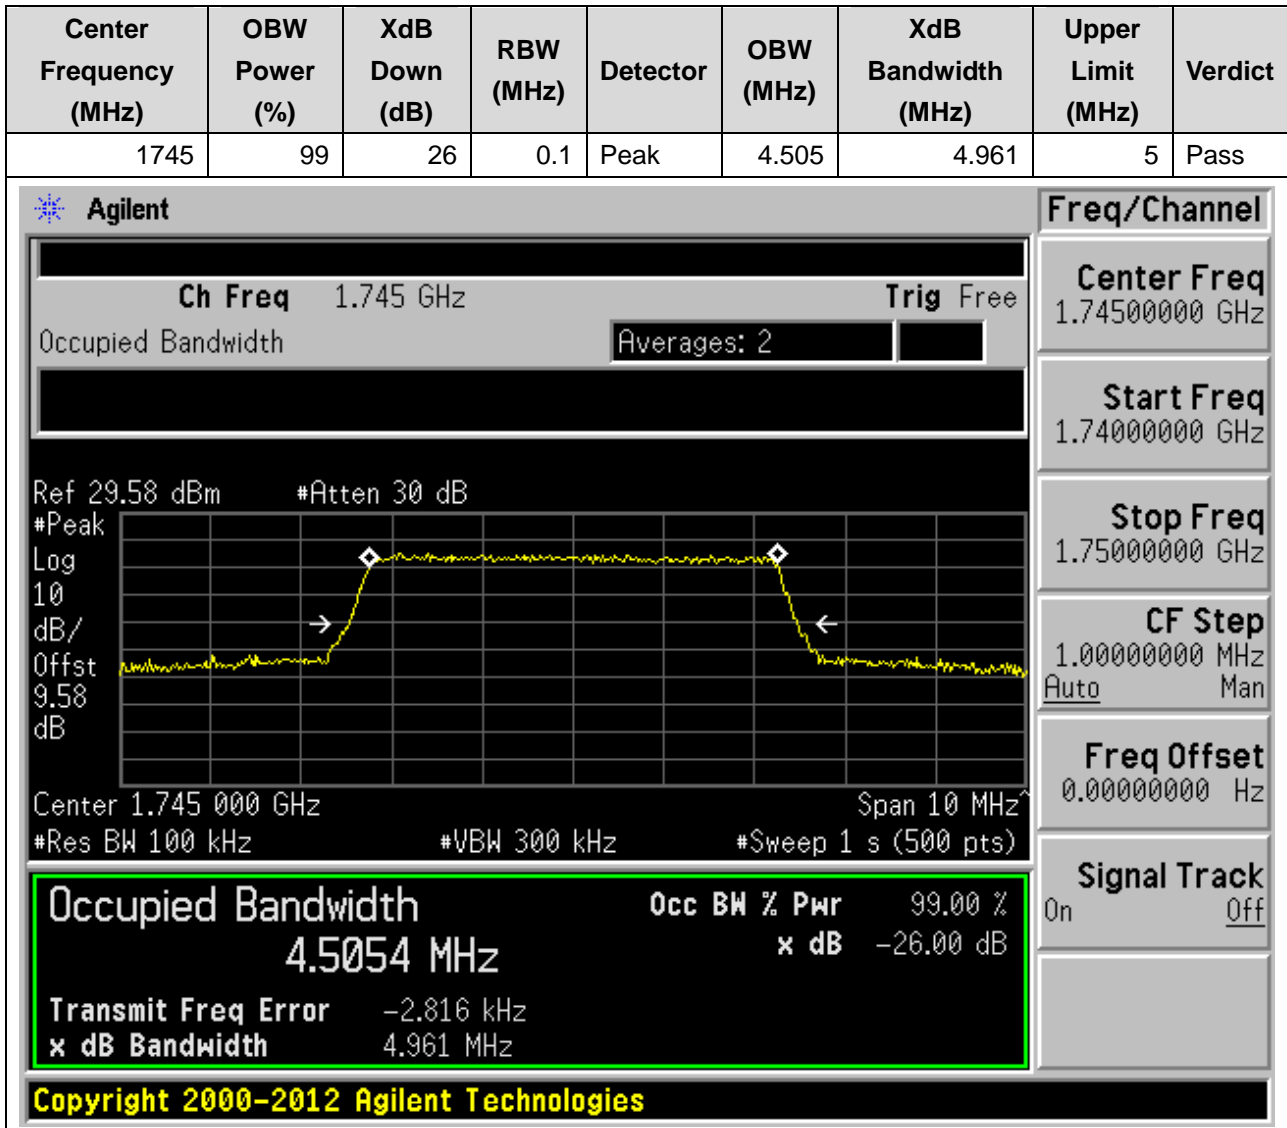 Center Frequency (MHz) OBW Power (%) XdB Down (dB) RBW (MHz) Detector OBW (MHz) XdB Bandwidth (MHz) Upper Limit (MHz) Verdict
1745 99 26 0.1 Peak 4.505 4.961 5 Pass
Agilent
Freq/Channel
Ch Freq 1.745 GHz Trig Free
Occupied Bandwidth Averages: 2
Center Freq
1.74500000 GHz
Start Freq
1.74000000 GHz
Stop Freq
1.75000000 GHz
CF Step
1.00000000 MHz
Auto Man
Freq Offset
0.00000000 Hz
Signal Track
On Off
Ref 29.58 dBm #Atten 30 dB
#Peak
Log
10
dB/
Offst
9.58
dB
Center 1.745 000 GHz Span 10 MHz^
#Res BW 100 kHz #VBW 300 kHz #Sweep 1 s (500 pts)
Occupied Bandwidth Occ BW % Pwr 99.00 %
4.5054 MHz x dB -26.00 dB
Transmit Freq Error -2.816 kHz
x dB Bandwidth 4.961 MHz
Copyright 2000-2012 Agilent Technologies